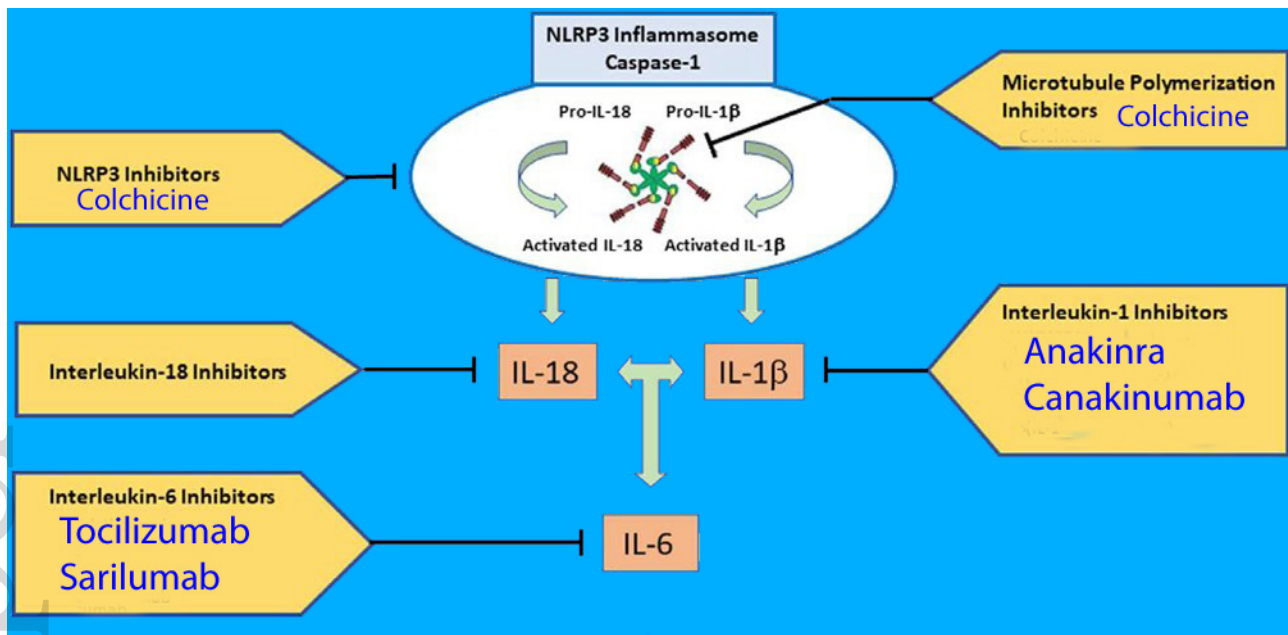 NLRP3 Inflammasome
Caspase-1
Pro-IL-18 Pro-IL-1β
Activated IL-18 Activated IL-1β
Microtubule Polymerization
Inhibitors Colchicine
NLRP3 Inhibitors
Colchicine
Interleukin-18 Inhibitors
IL-18
IL-1β
Interleukin-1 Inhibitors
Anakinra
Canakinumab
Interleukin-6 Inhibitors
Tocilizumab
Sarilumab
IL-6